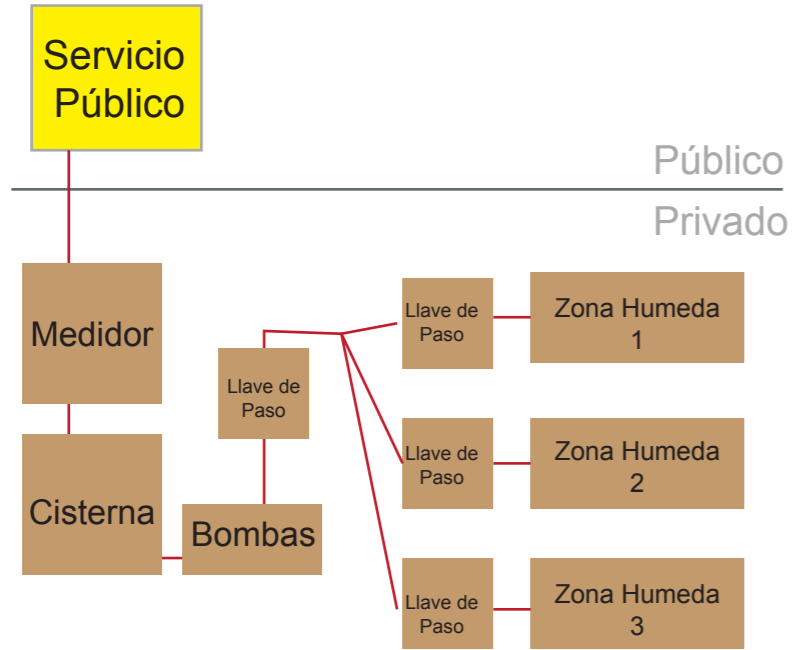 Servicio
Público
Público
Privado
Medidor
Cisterna
Bombas
Llave de
Paso
Llave de
Paso
Zona Humeda
1
Llave de
Paso
Zona Humeda
2
Llave de
Paso
Zona Humeda
3